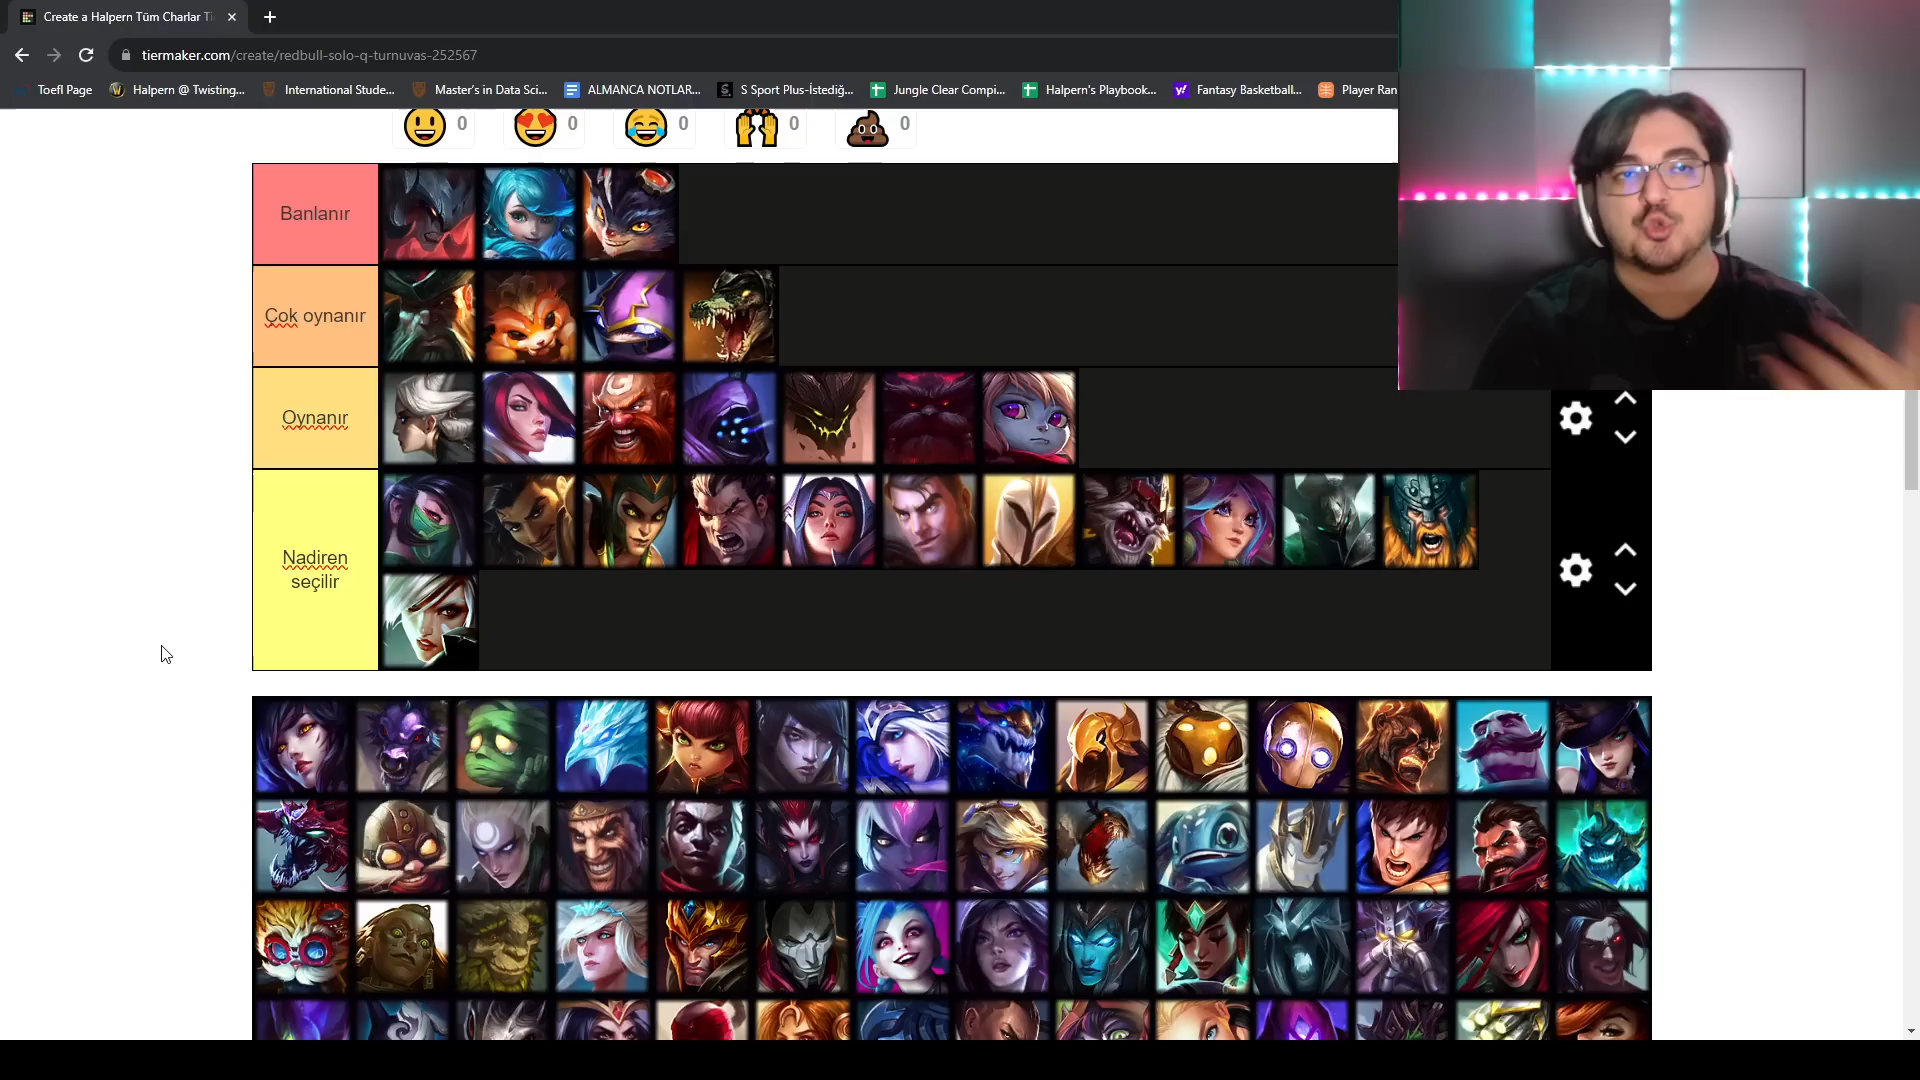 Create a Halpern Tüm Charlar Ti
tiermaker.com/create/redbull-solo-q-turnuvas-252567
Toefl Page
Halpern @ Twisting...
International Stude...
Master's in Data Sci...
ALMANCA NOTLAR...
S Sport Plus-İstediğ...
Jungle Clear Compi...
Halpern's Playbook...
Fantasy Basketball...
Player Ran
0
0
0
0
0
Banlanır
Çok oynanır
Oynanır
Nadiren
seçilir